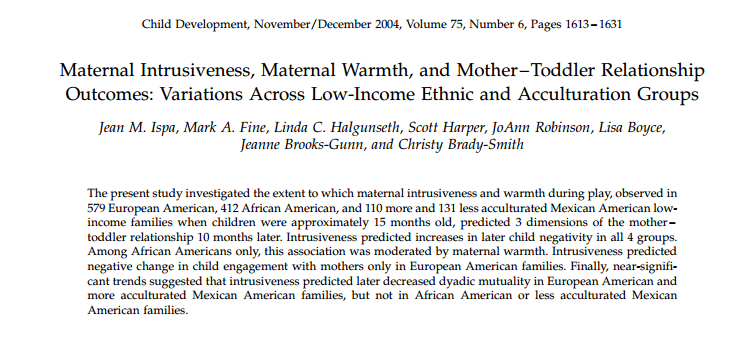 Child Development, November/December 2004, Volume 75, Number 6, Pages 1613–1631
Maternal Intrusiveness, Maternal Warmth, and Mother–Toddler Relationship
Outcomes: Variations Across Low-Income Ethnic and Acculturation Groups
Jean M. Ispa, Mark A. Fine, Linda C. Halgunseth, Scott Harper, JoAnn Robinson, Lisa Boyce,
Jeanne Brooks-Gunn, and Christy Brady-Smith
The present study investigated the extent to which maternal intrusiveness and warmth during play, observed in
579 European American, 412 African American, and 110 more and 131 less acculturated Mexican American low-
income families when children were approximately 15 months old, predicted 3 dimensions of the mother–
toddler relationship 10 months later. Intrusiveness predicted increases in later child negativity in all 4 groups.
Among African Americans only, this association was moderated by maternal warmth. Intrusiveness predicted
negative change in child engagement with mothers only in European American families. Finally, near-signifi-
cant trends suggested that intrusiveness predicted later decreased dyadic mutuality in European American and
more acculturated Mexican American families, but not in African American or less acculturated Mexican
American families.